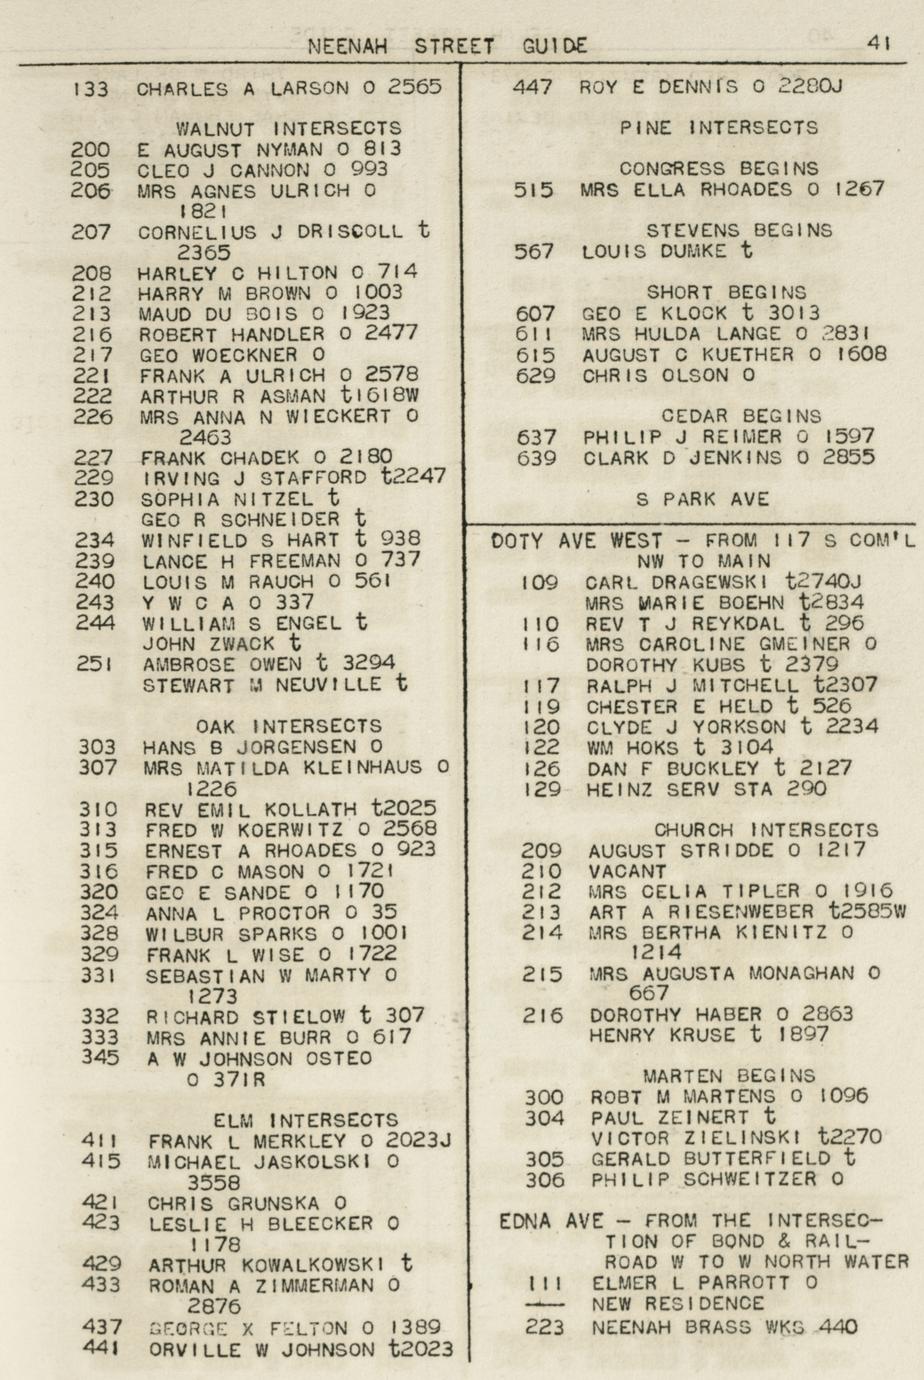 NEENAH STREET GUIDE 41
133 CHARLES A LARSON O 2565
WALNUT INTERSECTS
200 E AUGUST NYMAN O 813
205 CLEO J CANNON O 993
206 MRS AGNES ULRICH O
1821
207 CORNELIUS J DRISCOLL t
2365
208 HARLEY C HILTON O 714
212 HARRY M BROWN O 1003
213 MAUD DU BOIS O 1923
216 ROBERT HANDLER O 2477
217 GEO WOECKNER O
221 FRANK A ULRICH O 2578
222 ARTHUR R ASMAN t1618W
226 MRS ANNA N WIECKERT O
2463
227 FRANK CHADEK O 2180
229 IRVING J STAFFORD t2247
230 SOPHIA NITZEL t
GEO R SCHNEIDER t
234 WINFIELD S HART t 938
239 LANCE H FREEMAN O 737
240 LOUIS M RAUCH O 561
243 Y W C A O 337
244 WILLIAM S ENGEL t
JOHN ZWACK t
251 AMBROSE OWEN t 3294
STEWART M NEUVILLE t
OAK INTERSECTS
303 HANS B JORGENSEN O
307 MRS MATILDA KLEINHAUS O
1226
310 REV EMIL KOLLATH t2025
313 FRED W KOERWITZ O 2568
315 ERNEST A RHOADES O 923
316 FRED C MASON O 1721
320 GEO E SANDE O 1170
324 ANNA L PROCTOR O 35
328 WILBUR SPARKS O 1001
329 FRANK L WISE O 1722
331 SEBASTIAN W MARTY O
1273
332 RICHARD STIELOW t 307
333 MRS ANNIE BURR O 617
345 A W JOHNSON OSTEO
O 371R
ELM INTERSECTS
411 FRANK L MERKLEY O 2023J
415 MICHAEL JASKOLSKI O
3558
421 CHRIS GRUNSKA O
423 LESLIE H BLEECKER O
1178
429 ARTHUR KOWALKOWSKI t
433 ROMAN A ZIMMERMAN O
2876
437 GEORGE X FELTON O 1389
441 ORVILLE W JOHNSON t2023
447 ROY E DENNIS O 2280J
PINE INTERSECTS
CONGRESS BEGINS
515 MRS ELLA RHOADES O 1267
STEVENS BEGINS
567 LOUIS DUMKE t
SHORT BEGINS
607 GEO E KLOCK t 3013
611 MRS HULDA LANGE O 2831
615 AUGUST C KUETHER O 1608
629 CHRIS OLSON O
CEDAR BEGINS
637 PHILIP J REIMER O 1597
639 CLARK D JENKINS O 2855
S PARK AVE
DOTY AVE WEST — FROM 117 S COM'L
NW TO MAIN
109 CARL DRAGEWSKI t2740J
MRS MARIE BOEHN t2834
110 REV T J REYKDAL t 296
116 MRS CAROLINE GMEINER O
DOROTHY KUBS t 2379
117 RALPH J MITCHELL t2307
119 CHESTER E HELD t 526
120 CLYDE J YORKSON t 2234
122 WM HOKS t 3104
126 DAN F BUCKLEY t 2127
129 HEINZ SERV STA 290
CHURCH INTERSECTS
209 AUGUST STRIDDE O 1217
210 VACANT
212 MRS CELIA TIPLER O 1916
213 ART A RIESENWEBER t2585W
214 MRS BERTHA KIENITZ O
1214
215 MRS AUGUSTA MONAGHAN O
667
216 DOROTHY HABER O 2863
HENRY KRUSE t 1897
MARTEN BEGINS
300 ROBT M MARTENS O 1096
304 PAUL ZEINERT t
VICTOR ZIELINSKI t2270
305 GERALD BUTTERFIELD t
306 PHILIP SCHWEITZER O
EDNA AVE — FROM THE INTERSEC—
TION OF BOND & RAIL—
ROAD W TO W NORTH WATER
111 ELMER L PARROTT O
—— NEW RESIDENCE
223 NEENAH BRASS WKS 440